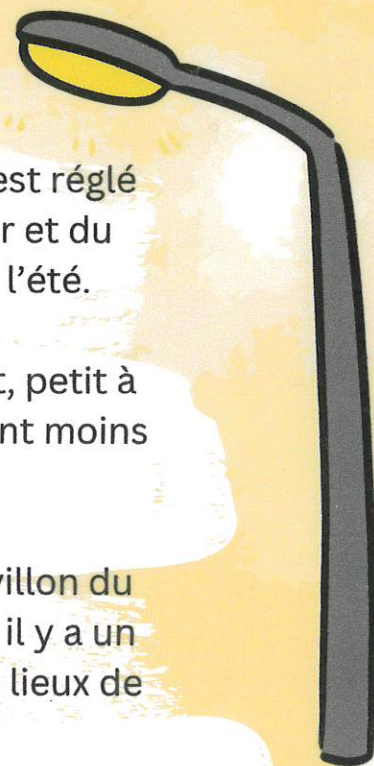 est réglé
r et du
l'été.
t, petit à
nt moins
villon du
il y a un
lieux de